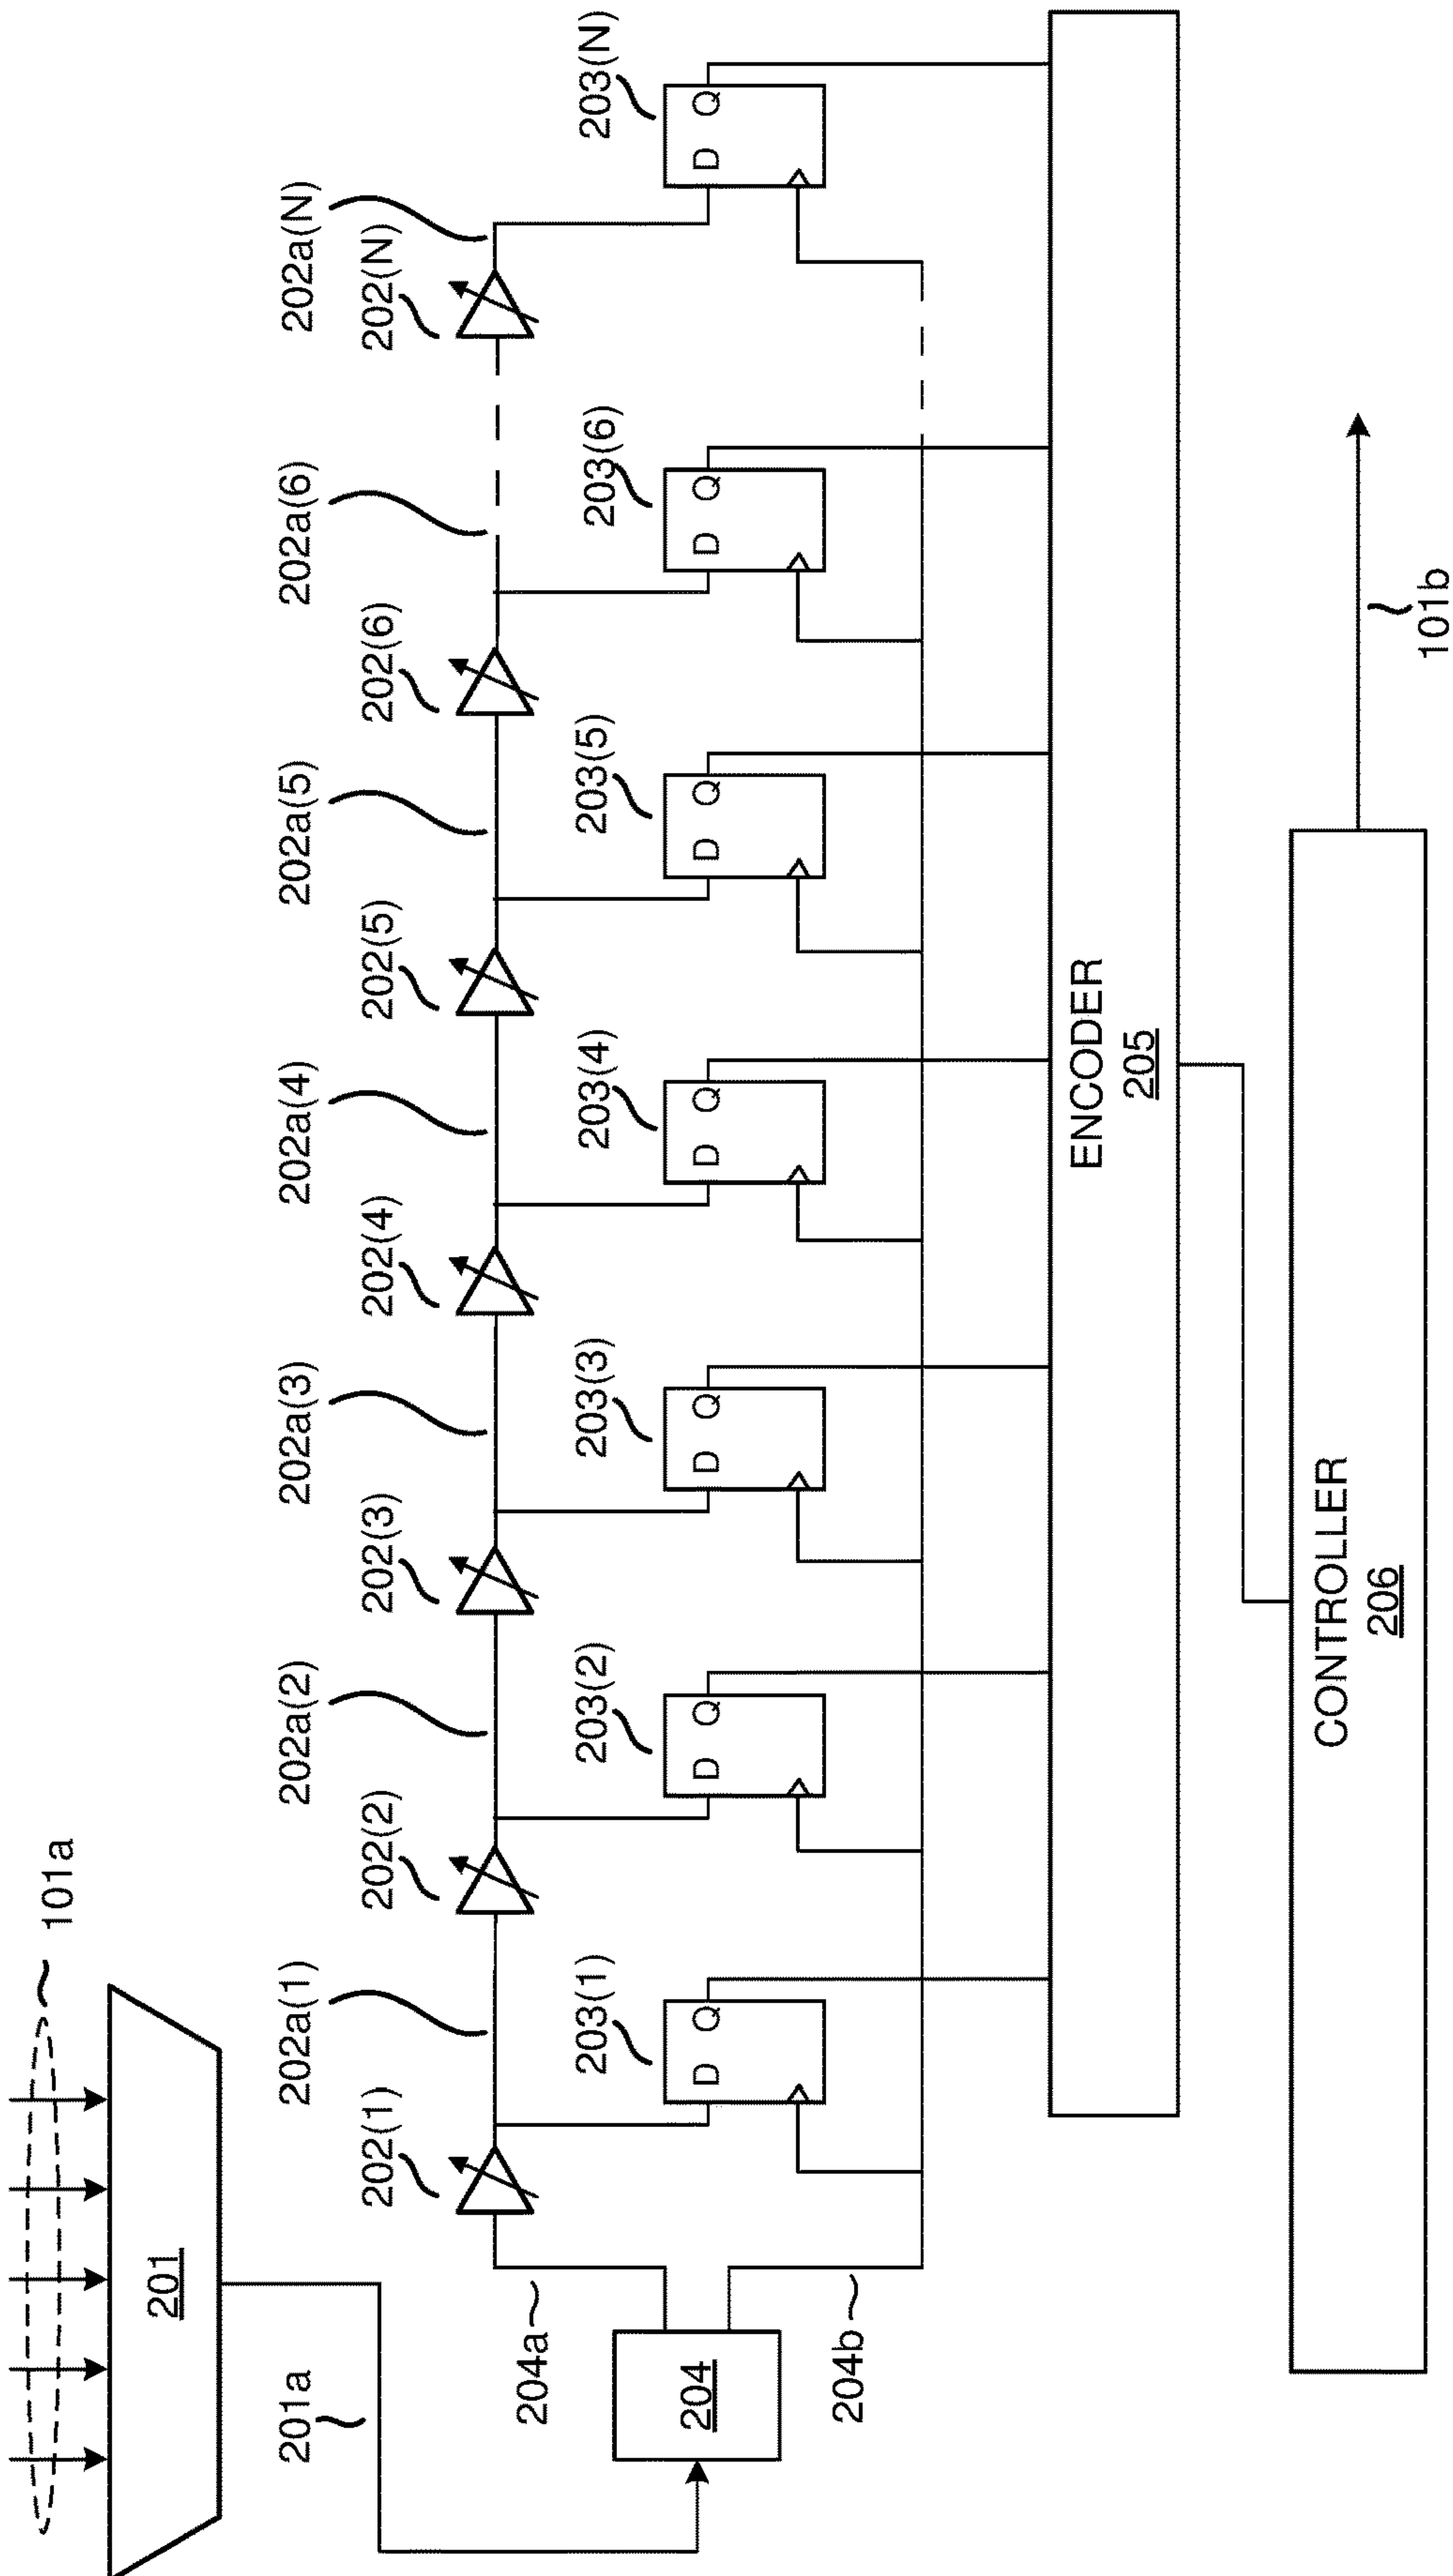 101a
201
201a
202a(1)
202a(2)
202a(3)
202a(4)
202a(5)
202a(6)
202a(N)
202(1)
202(2)
202(3)
202(4)
202(5)
202(6)
202(N)
204a
204
204b
203(1)
203(2)
203(3)
203(4)
203(5)
203(6)
203(N)
D Q
D Q
D Q
D Q
D Q
D Q
D Q
ENCODER
205
CONTROLLER
206
101b